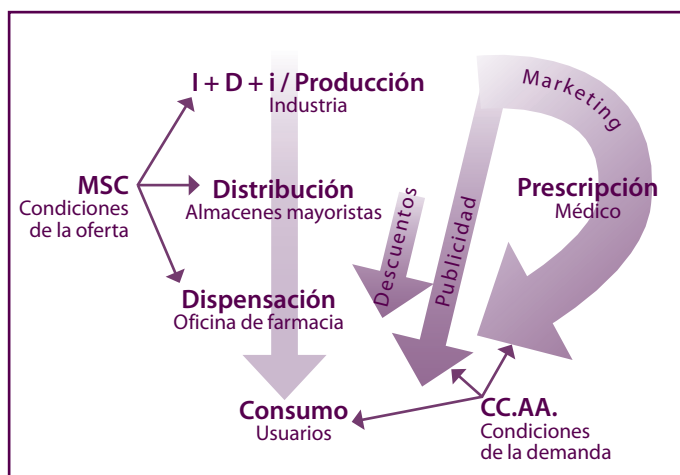 I + D + i / Producción
Industria
Marketing
MSC
Condiciones
de la oferta
Distribución
Almacenes mayoristas
Descuentos
Publicidad
Prescripción
Médico
Dispensación
Oficina de farmacia
Consumo
Usuarios
CC.AA.
Condiciones
de la demanda